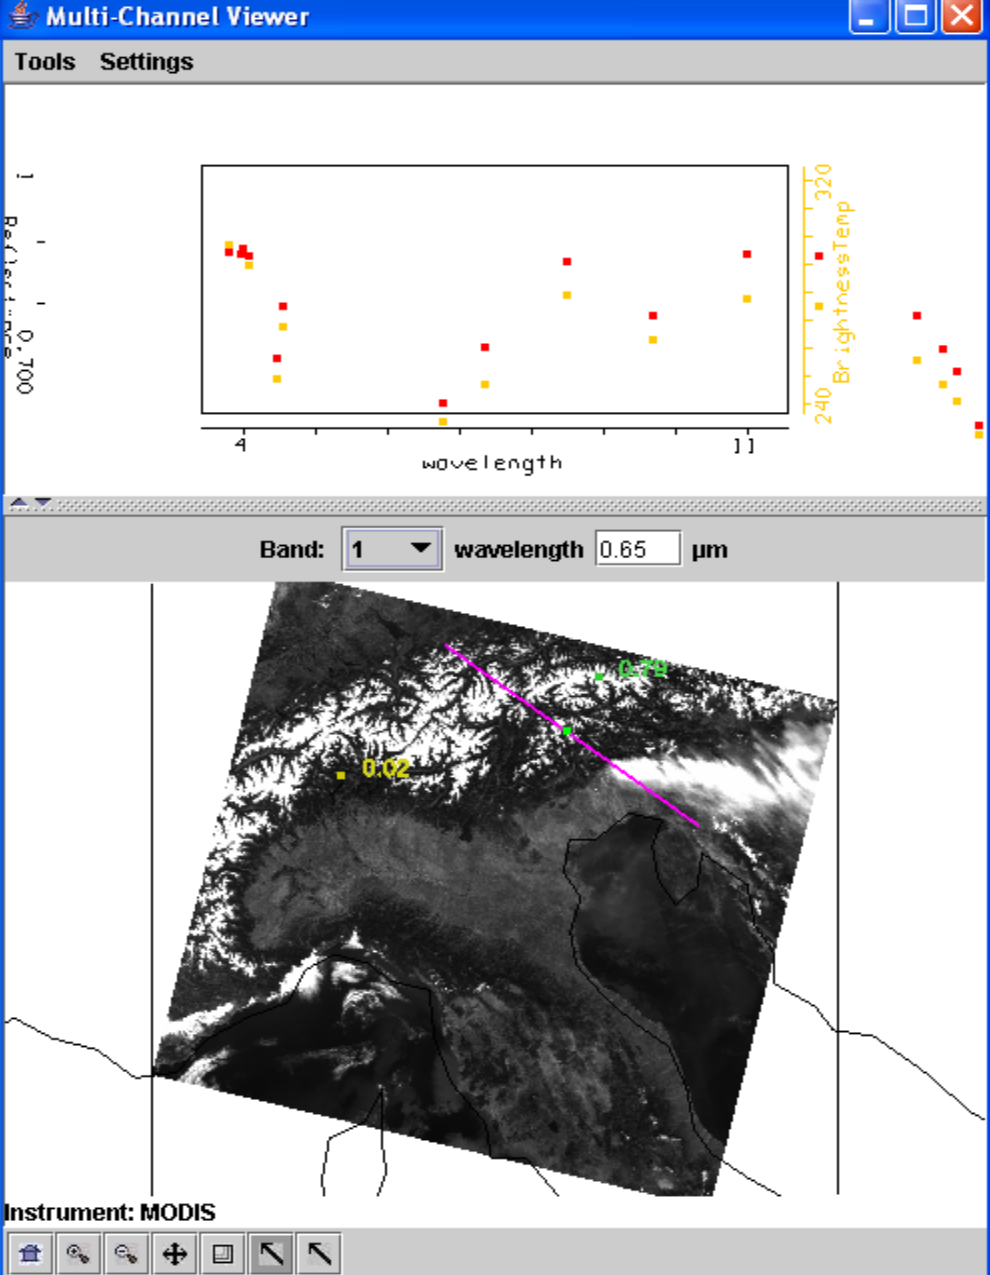 Multi-Channel Viewer
Tools Settings
1
0.700
320
BrightnessTemp
240
4 11
wavelength
Band: 1 wavelength 0.65 µm
0.79
0.02
Instrument: MODIS